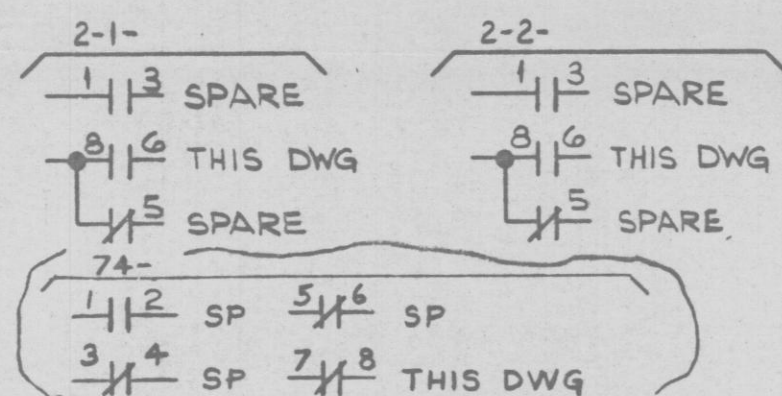 2-1-
1 3 SPARE
8 6 THIS DWG
5 SPARE
2-2-
1 3 SPARE
8 6 THIS DWG
5 SPARE
74-
1 2 SP 5 6 SP
3 4 SP 7 8 THIS DWG